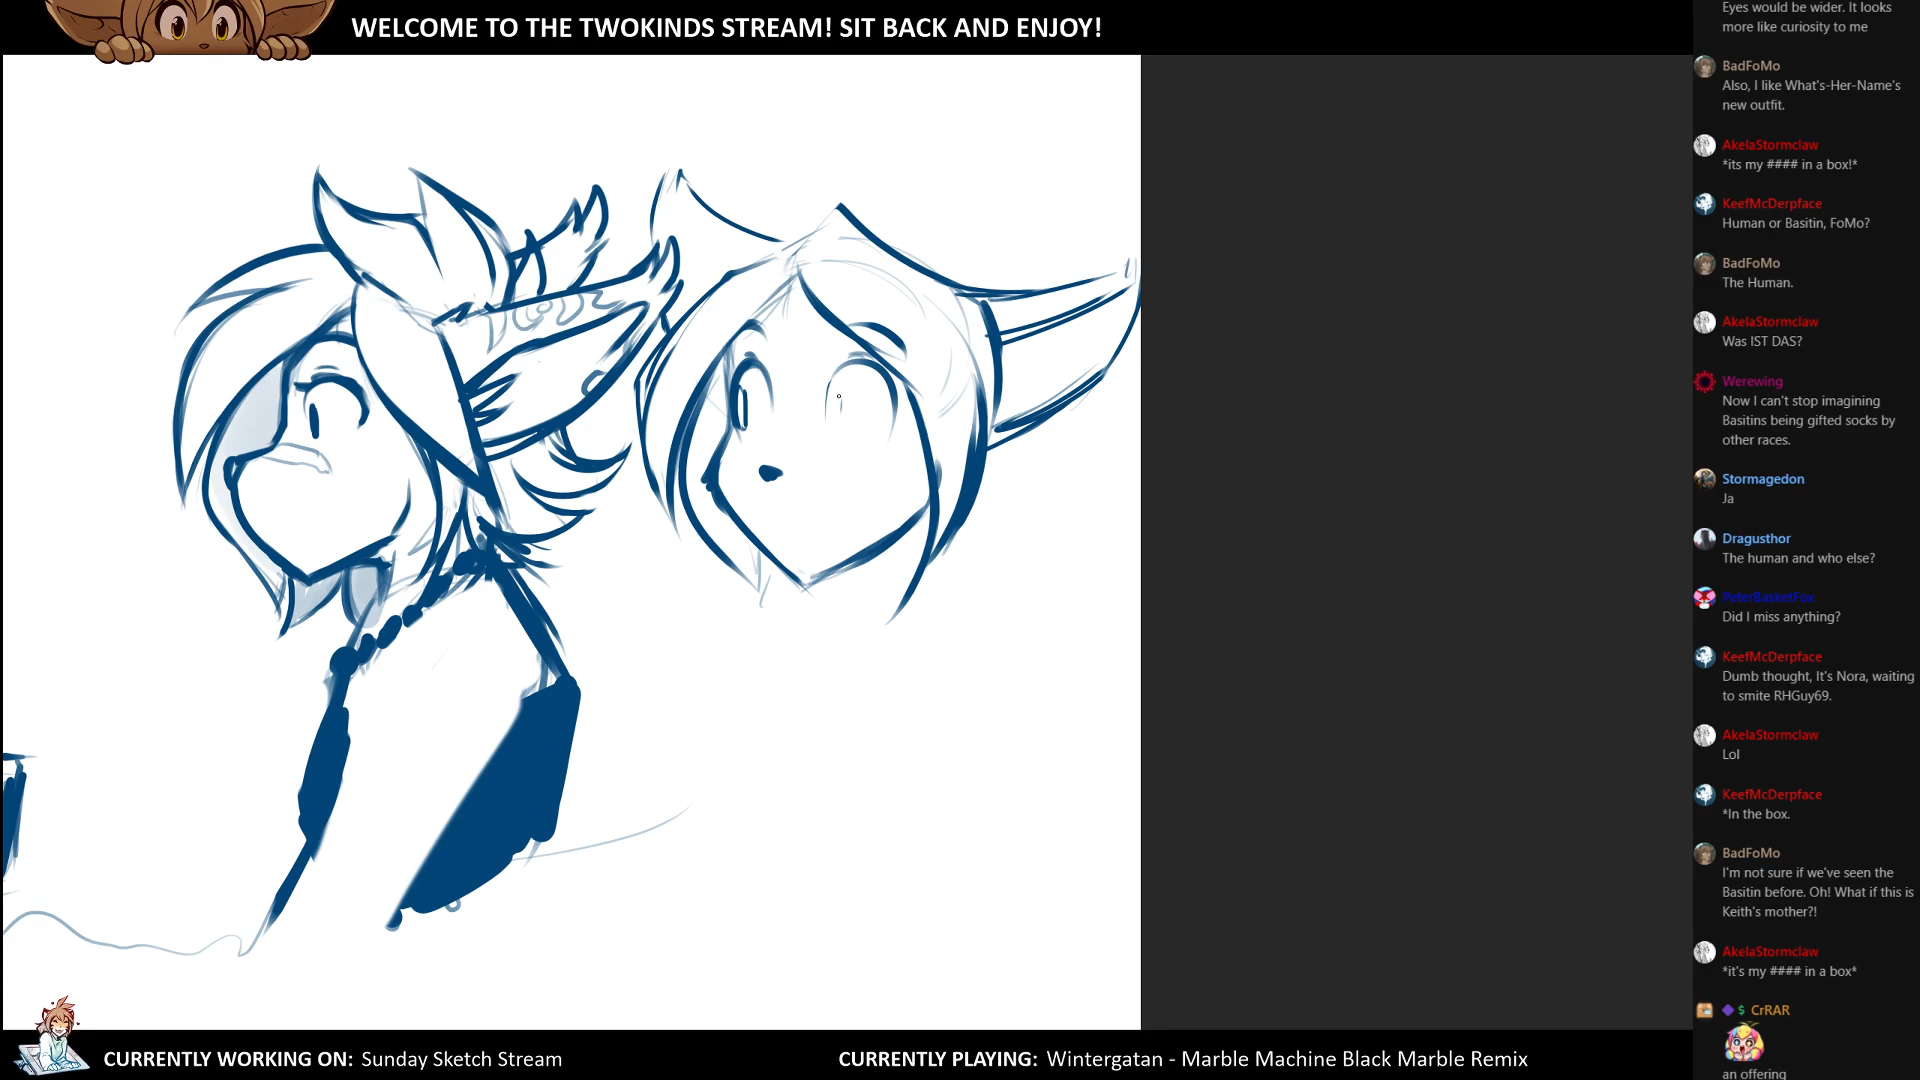 WELCOME TO THE TWOKINDS STREAM! SIT BACK AND ENJOY!
Eyes would be wider. It looks
more like curiosity to me
BadFoMo
Also, I like What's-Her-Name's
new outfit.
AkelaStormclaw
*its my #### in a box!*
KeefMcDerpface
Human or Basitin, FoMo?
BadFoMo
The Human.
AkelaStormclaw
Was IST DAS?
Werewing
Now I can't stop imagining
Basitins being gifted socks by
other races.
Stormagedon
Ja
Dragusthor
The human and who else?
PeterBasketFox
Did I miss anything?
KeefMcDerpface
Dumb thought, It's Nora, waiting
to smite RHGuy69.
AkelaStormclaw
Lol
KeefMcDerpface
*In the box.
BadFoMo
I'm not sure if we've seen the
Basitin before. Oh! What if this is
Keith's mother?!
AkelaStormclaw
*it's my #### in a box*
$ CrRAR
an offering
CURRENTLY WORKING ON: Sunday Sketch Stream
CURRENTLY PLAYING: Wintergatan - Marble Machine Black Marble Remix